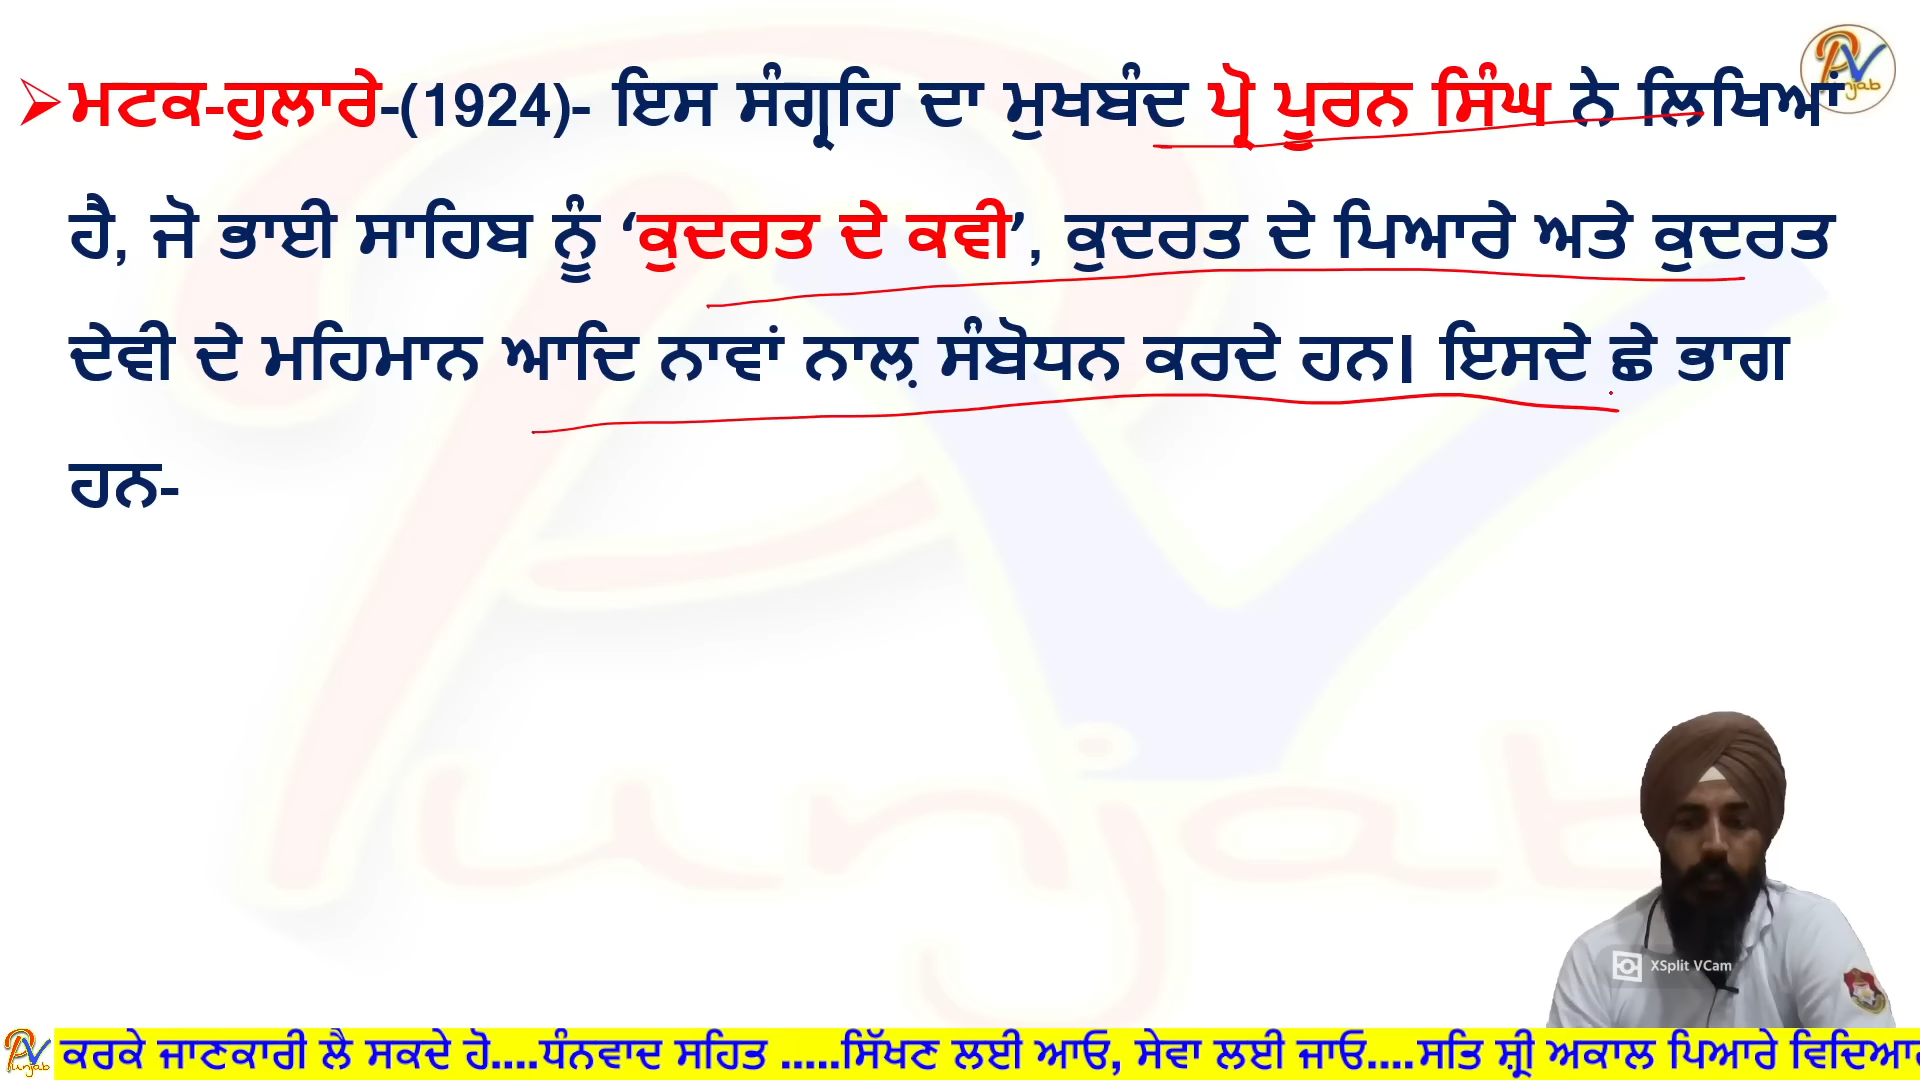 ➢ਮਟਕ-ਹੁਲਾਰੇ-(1924)- ਇਸ ਸੰਗ੍ਰਹਿ ਦਾ ਮੁਖਬੰਦ ਪ੍ਰੋ ਪੂਰਨ ਸਿੰਘ ਨੇ ਲਿਖਿਆਂ
ਹੈ, ਜੋ ਭਾਈ ਸਾਹਿਬ ਨੂੰ ‘ਕੁਦਰਤ ਦੇ ਕਵੀ’, ਕੁਦਰਤ ਦੇ ਪਿਆਰੇ ਅਤੇ ਕੁਦਰਤ
ਦੇਵੀ ਦੇ ਮਹਿਮਾਨ ਆਦਿ ਨਾਵਾਂ ਨਾਲ਼ ਸੰਬੋਧਨ ਕਰਦੇ ਹਨ। ਇਸਦੇ ਛੇ ਭਾਗ
ਹਨ-
Punjab
XSplit VCam
ਕਰਕੇ ਜਾਣਕਾਰੀ ਲੈ ਸਕਦੇ ਹੋ....ਧੰਨਵਾਦ ਸਹਿਤ .....ਸਿੱਖਣ ਲਈ ਆਓ, ਸੇਵਾ ਲਈ ਜਾਓ....ਸਤਿ ਸ਼੍ਰੀ ਅਕਾਲ ਪਿਆਰੇ